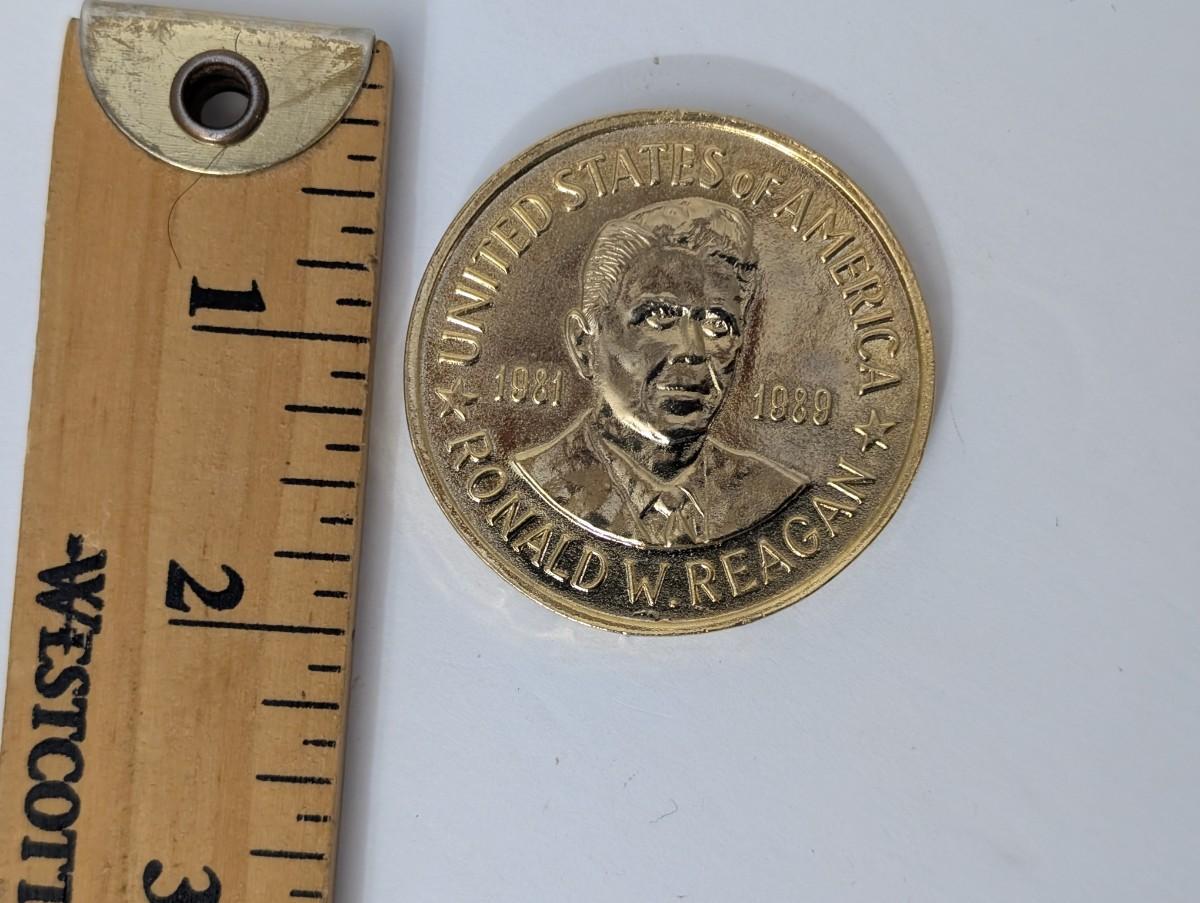 UNITED STATES OF AMERICA
1981 1989
★ RONALD W. REAGAN ★
1
2
3
WESTCOTT